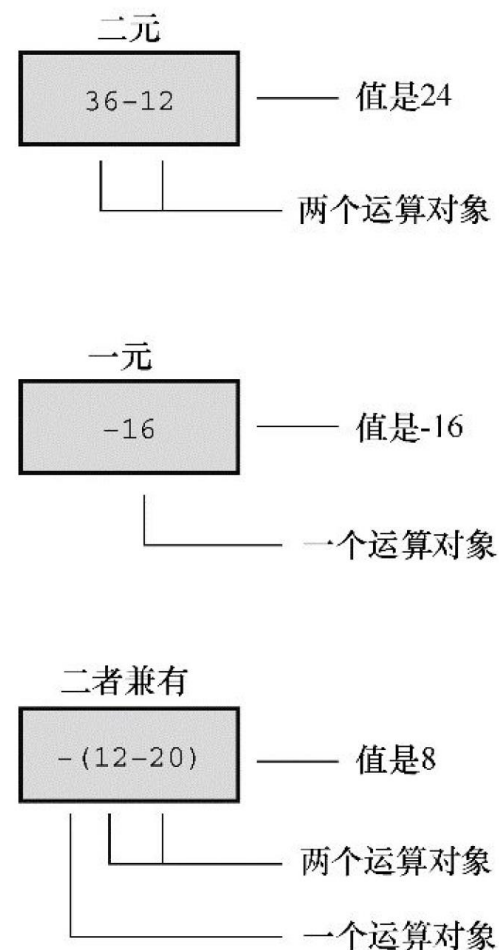 二元
36-12
值是24
两个运算对象
一元
-16
值是-16
一个运算对象
二者兼有
-(12-20)
值是8
两个运算对象
一个运算对象